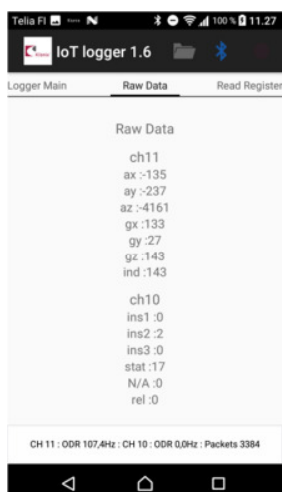 Telia FI 100 % 11.27
IoT logger 1.6
Logger Main Raw Data Read Register
Raw Data
ch11
ax :-135
ay :-237
az :-4161
gx :133
gy :27
gz :143
ind :143
ch10
ins1 :0
ins2 :2
ins3 :0
stat :17
N/A :0
rel :0
CH 11 : ODR 107,4Hz : CH 10 : ODR 0,0Hz : Packets 3384